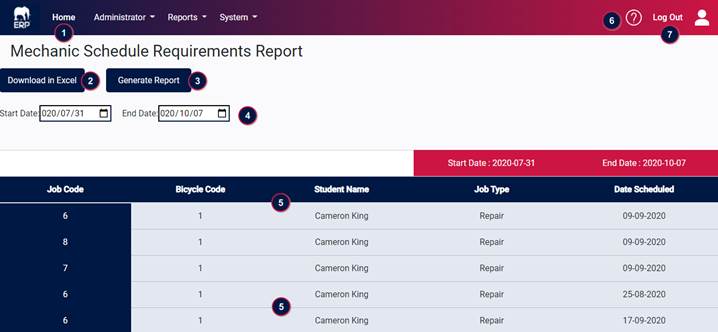 ERP Home Administrator Reports System 6 ? Log Out
1 7
Mechanic Schedule Requirements Report
Download in Excel 2 Generate Report 3
Start Date: 020/07/31 End Date: 020/10/07 4
Start Date : 2020-07-31 End Date : 2020-10-07
Job Code Bicycle Code Student Name Job Type Date Scheduled
5
6 1 Cameron King Repair 09-09-2020
8 1 Cameron King Repair 09-09-2020
7 1 Cameron King Repair 09-09-2020
6 1 Cameron King Repair 25-08-2020
5
6 1 Cameron King Repair 17-09-2020